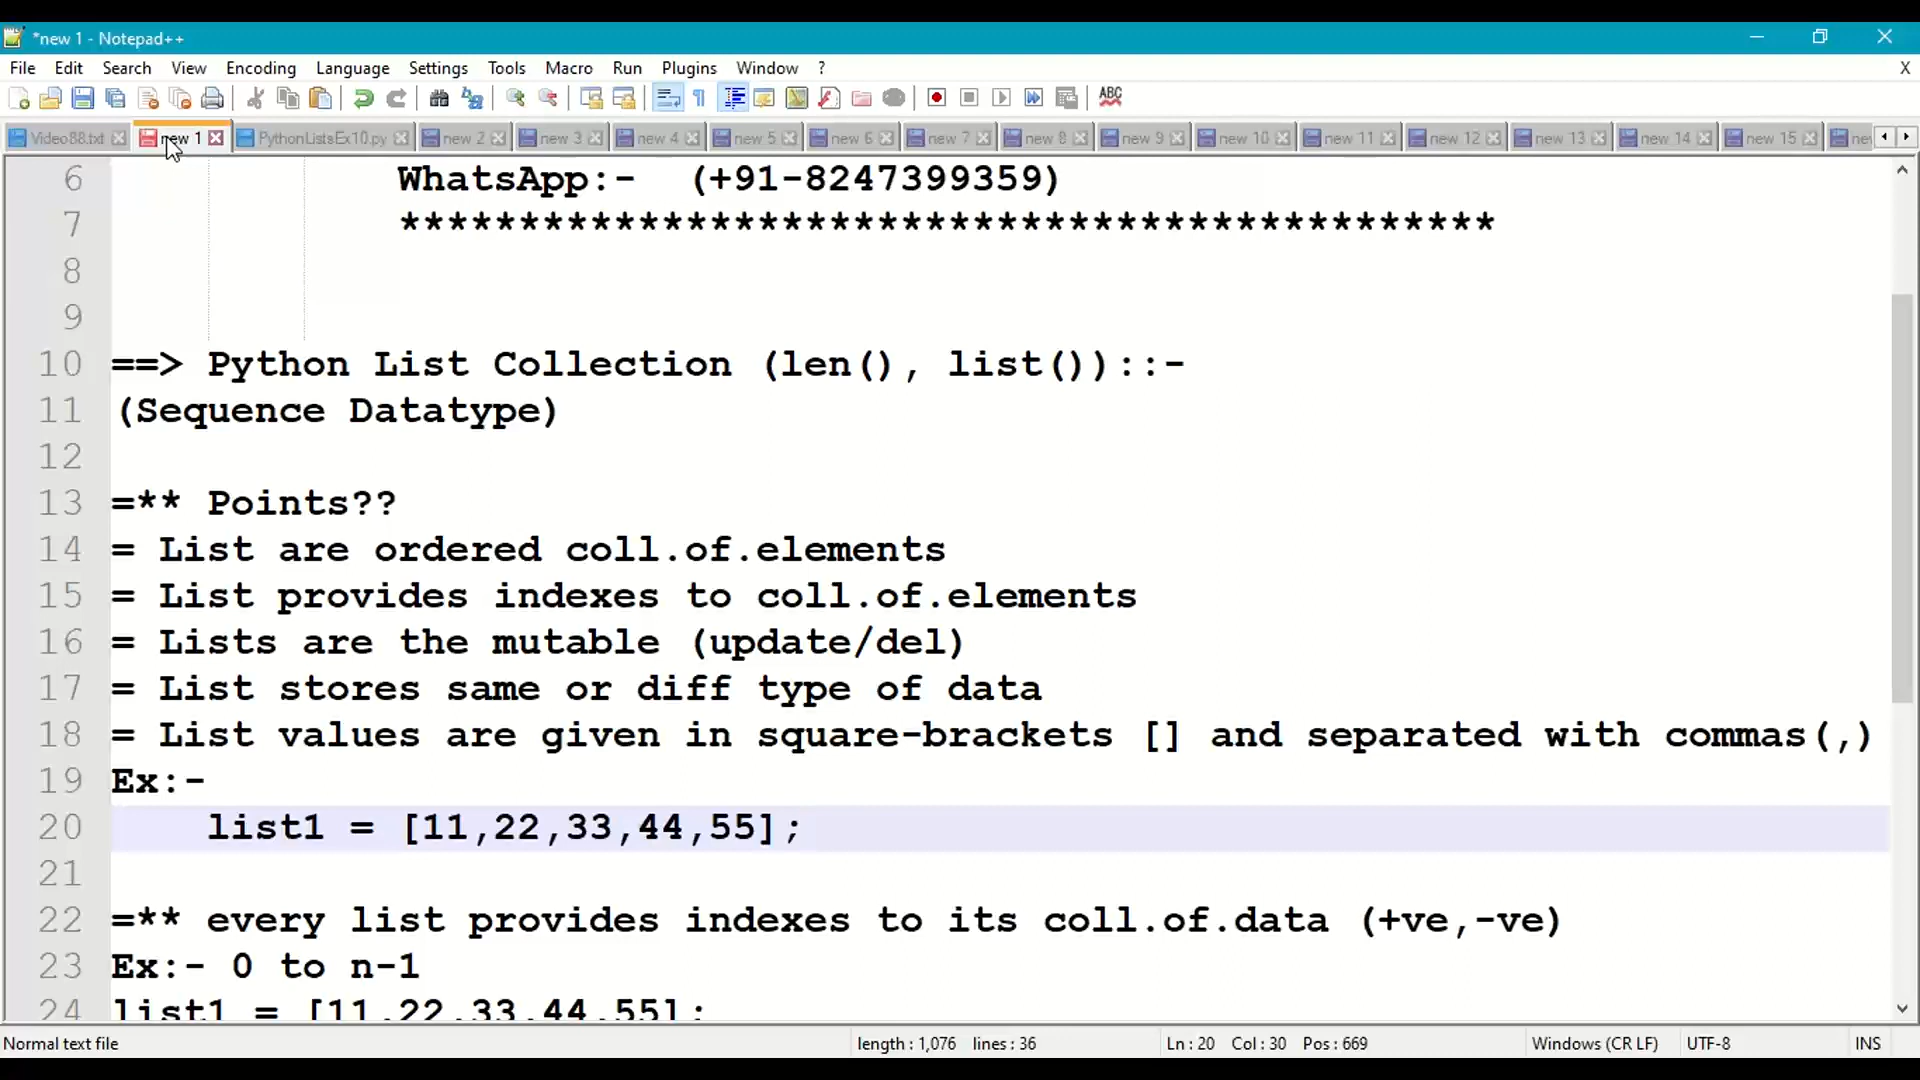 *new 1 - Notepad++
File Edit Search View Encoding Language Settings Tools Macro Run Plugins Window ? X
Video88.txt new 1 PythonListsEx10.py new 2 new 3 new 4 new 5 new 6 new 7 new 8 new 9 new 10 new 11 new 12 new 13 new 14 new 15
6 WhatsApp:- (+91-8247399359)
7 **********************************************
8
9
10 ==> Python List Collection (len(), list())::-
11 (Sequence Datatype)
12
13 =** Points??
14 = List are ordered coll.of.elements
15 = List provides indexes to coll.of.elements
16 = Lists are the mutable (update/del)
17 = List stores same or diff type of data
18 = List values are given in square-brackets [] and separated with commas(,)
19 Ex:-
20 list1 = [11,22,33,44,55];
21
22 =** every list provides indexes to its coll.of.data (+ve,-ve)
23 Ex:- 0 to n-1
24 list1 = [11,22,33,44,55];
Normal text file length : 1,076 lines : 36 Ln : 20 Col : 30 Pos : 669 Windows (CR LF) UTF-8 INS